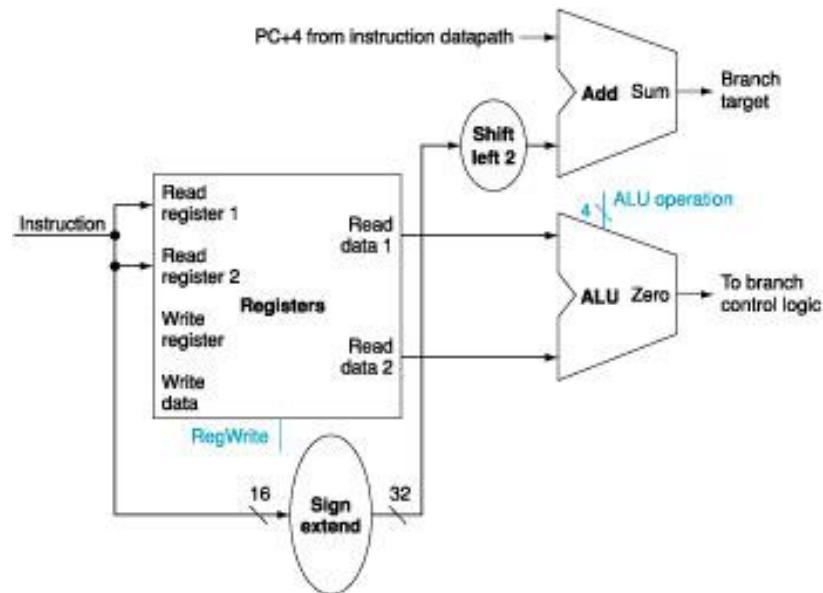 PC+4 from instruction datapath
Add Sum
Branch
target
Shift
left 2
Instruction
Read
register 1
Read
register 2
Write
register
Write
data
Registers
Read
data 1
Read
data 2
RegWrite
4
ALU operation
ALU Zero
To branch
control logic
16
Sign
extend
32